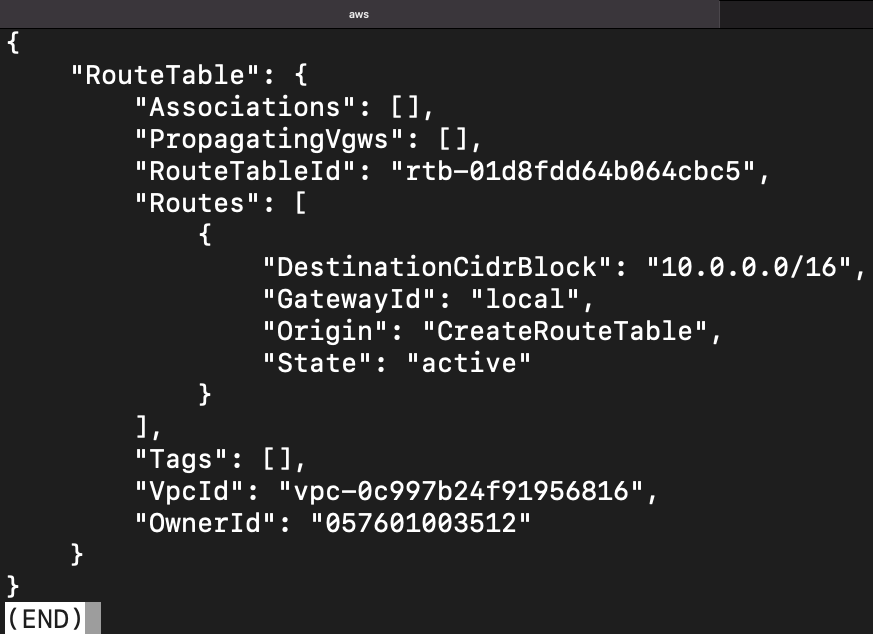 aws
{
    "RouteTable": {
        "Associations": [],
        "PropagatingVgws": [],
        "RouteTableId": "rtb-01d8fdd64b064cbc5",
        "Routes": [
            {
                "DestinationCidrBlock": "10.0.0.0/16",
                "GatewayId": "local",
                "Origin": "CreateRouteTable",
                "State": "active"
            }
        ],
        "Tags": [],
        "VpcId": "vpc-0c997b24f91956816",
        "OwnerId": "057601003512"
    }
}
(END)